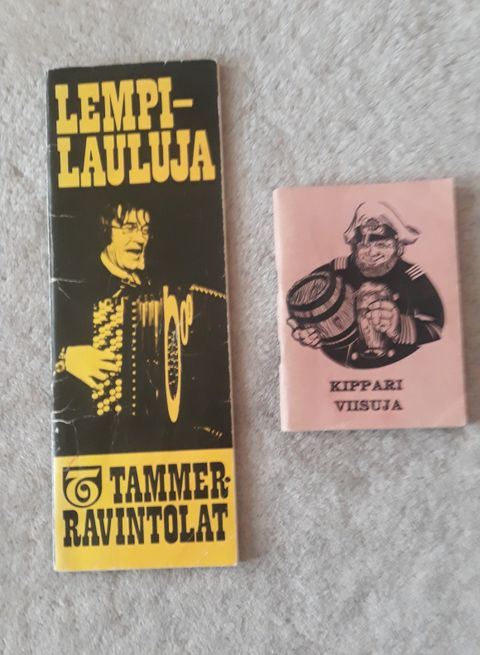 LEMPI-
LAULUJA
TAMMER-
RAVINTOLAT
KIPPARI
VIISUJA